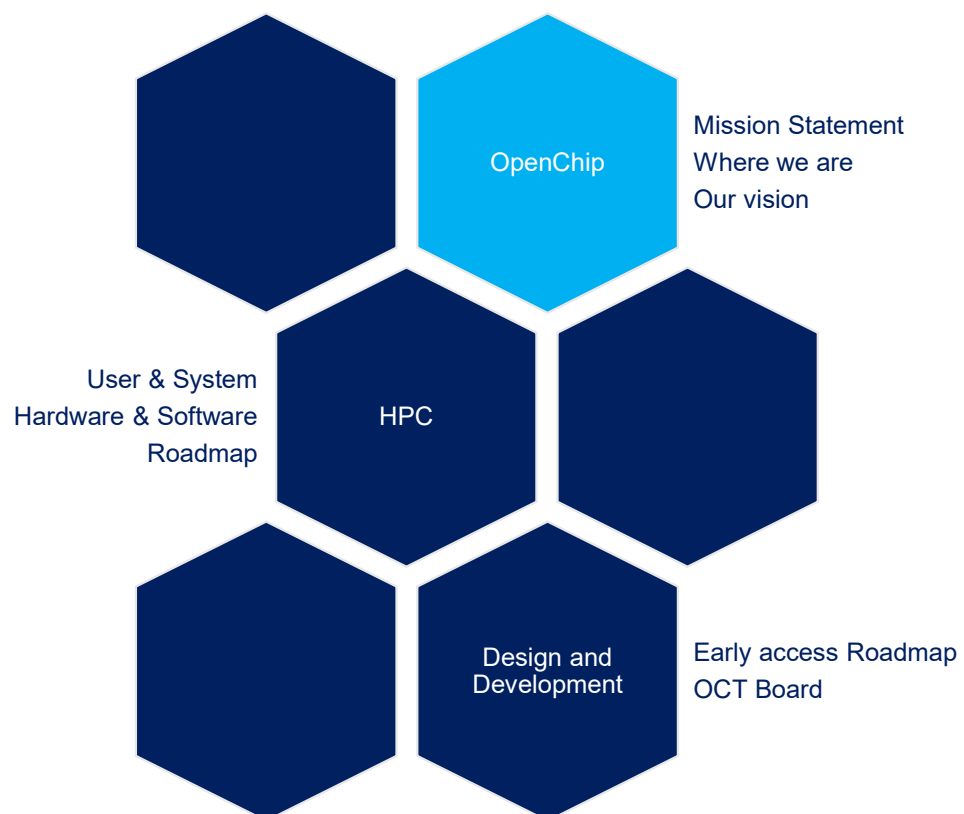 OpenChip
Mission Statement
Where we are
Our vision
User & System
Hardware & Software
Roadmap
HPC
Design and
Development
Early access Roadmap
OCT Board